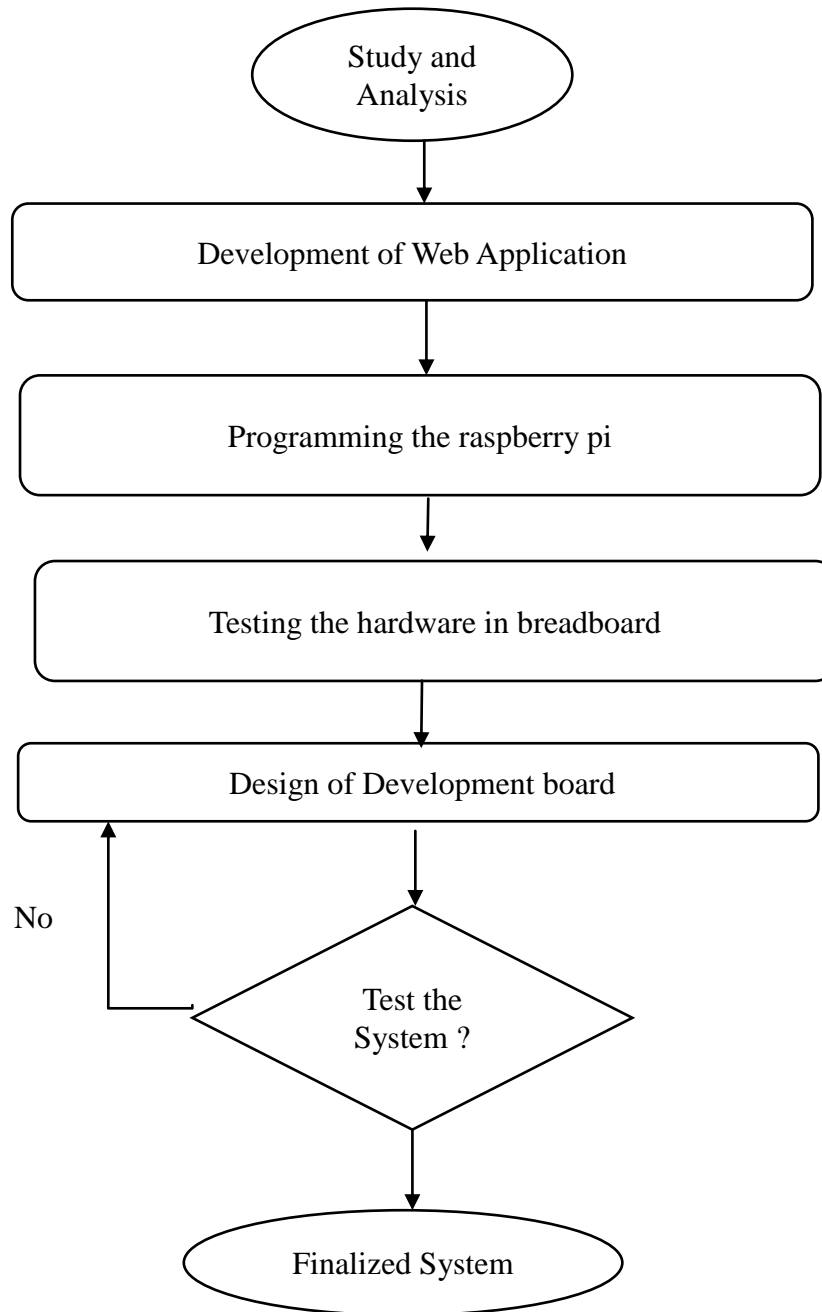 Study and
Analysis
Development of Web Application
Programming the raspberry pi
Testing the hardware in breadboard
Design of Development board
No
Test the
System ?
Finalized System